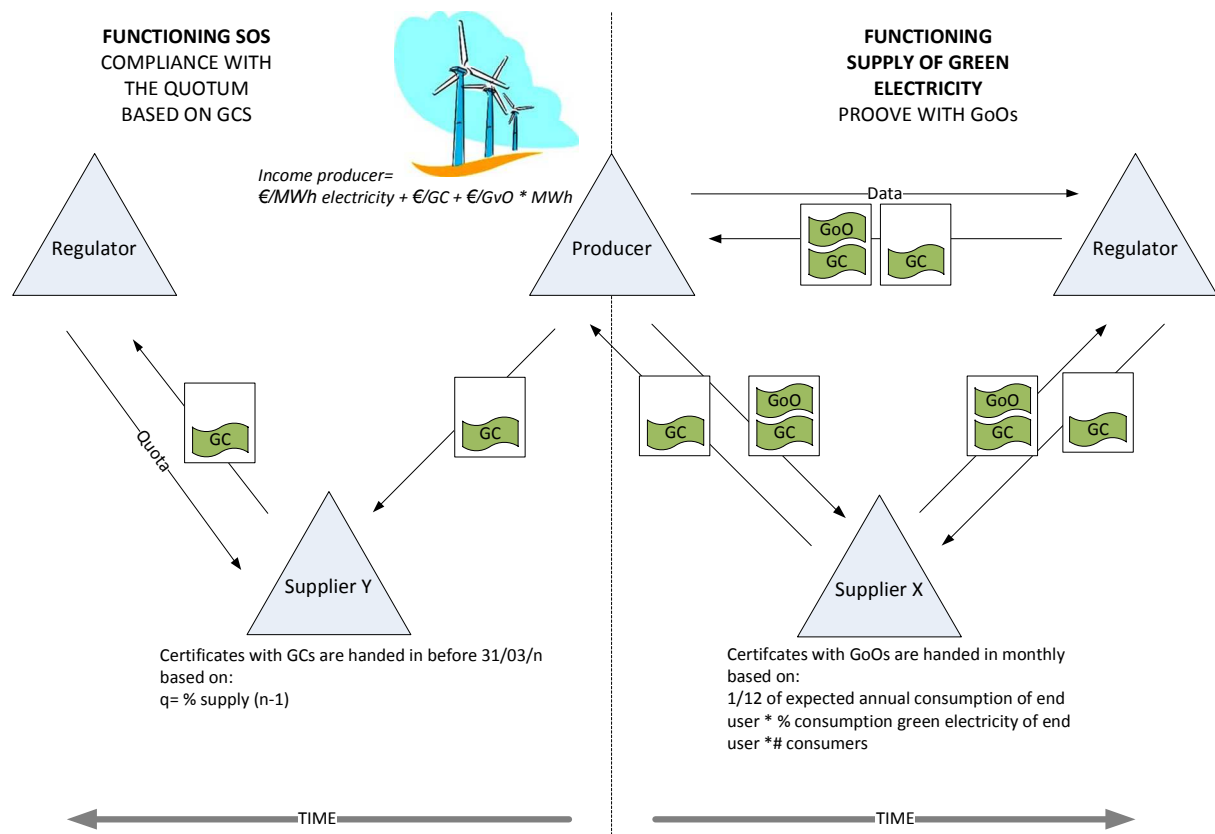 FUNCTIONING SOS
COMPLIANCE WITH
THE QUOTUM
BASED ON GCS
FUNCTIONING
SUPPLY OF GREEN
ELECTRICITY
PROOVE WITH GoOs
Income producer=
€/MWh electricity + €/GC + €/GvO * MWh
Regulator
Producer
Regulator
Data
GoO
GC
GC
Quota
GC
GC
GC
GoO
GC
GoO
GC
GC
Supplier Y
Supplier X
Certificates with GCs are handed in before 31/03/n
based on:
q= % supply (n-1)
Certifcates with GoOs are handed in monthly
based on:
1/12 of expected annual consumption of end
user * % consumption green electricity of end
user *# consumers
TIME
TIME